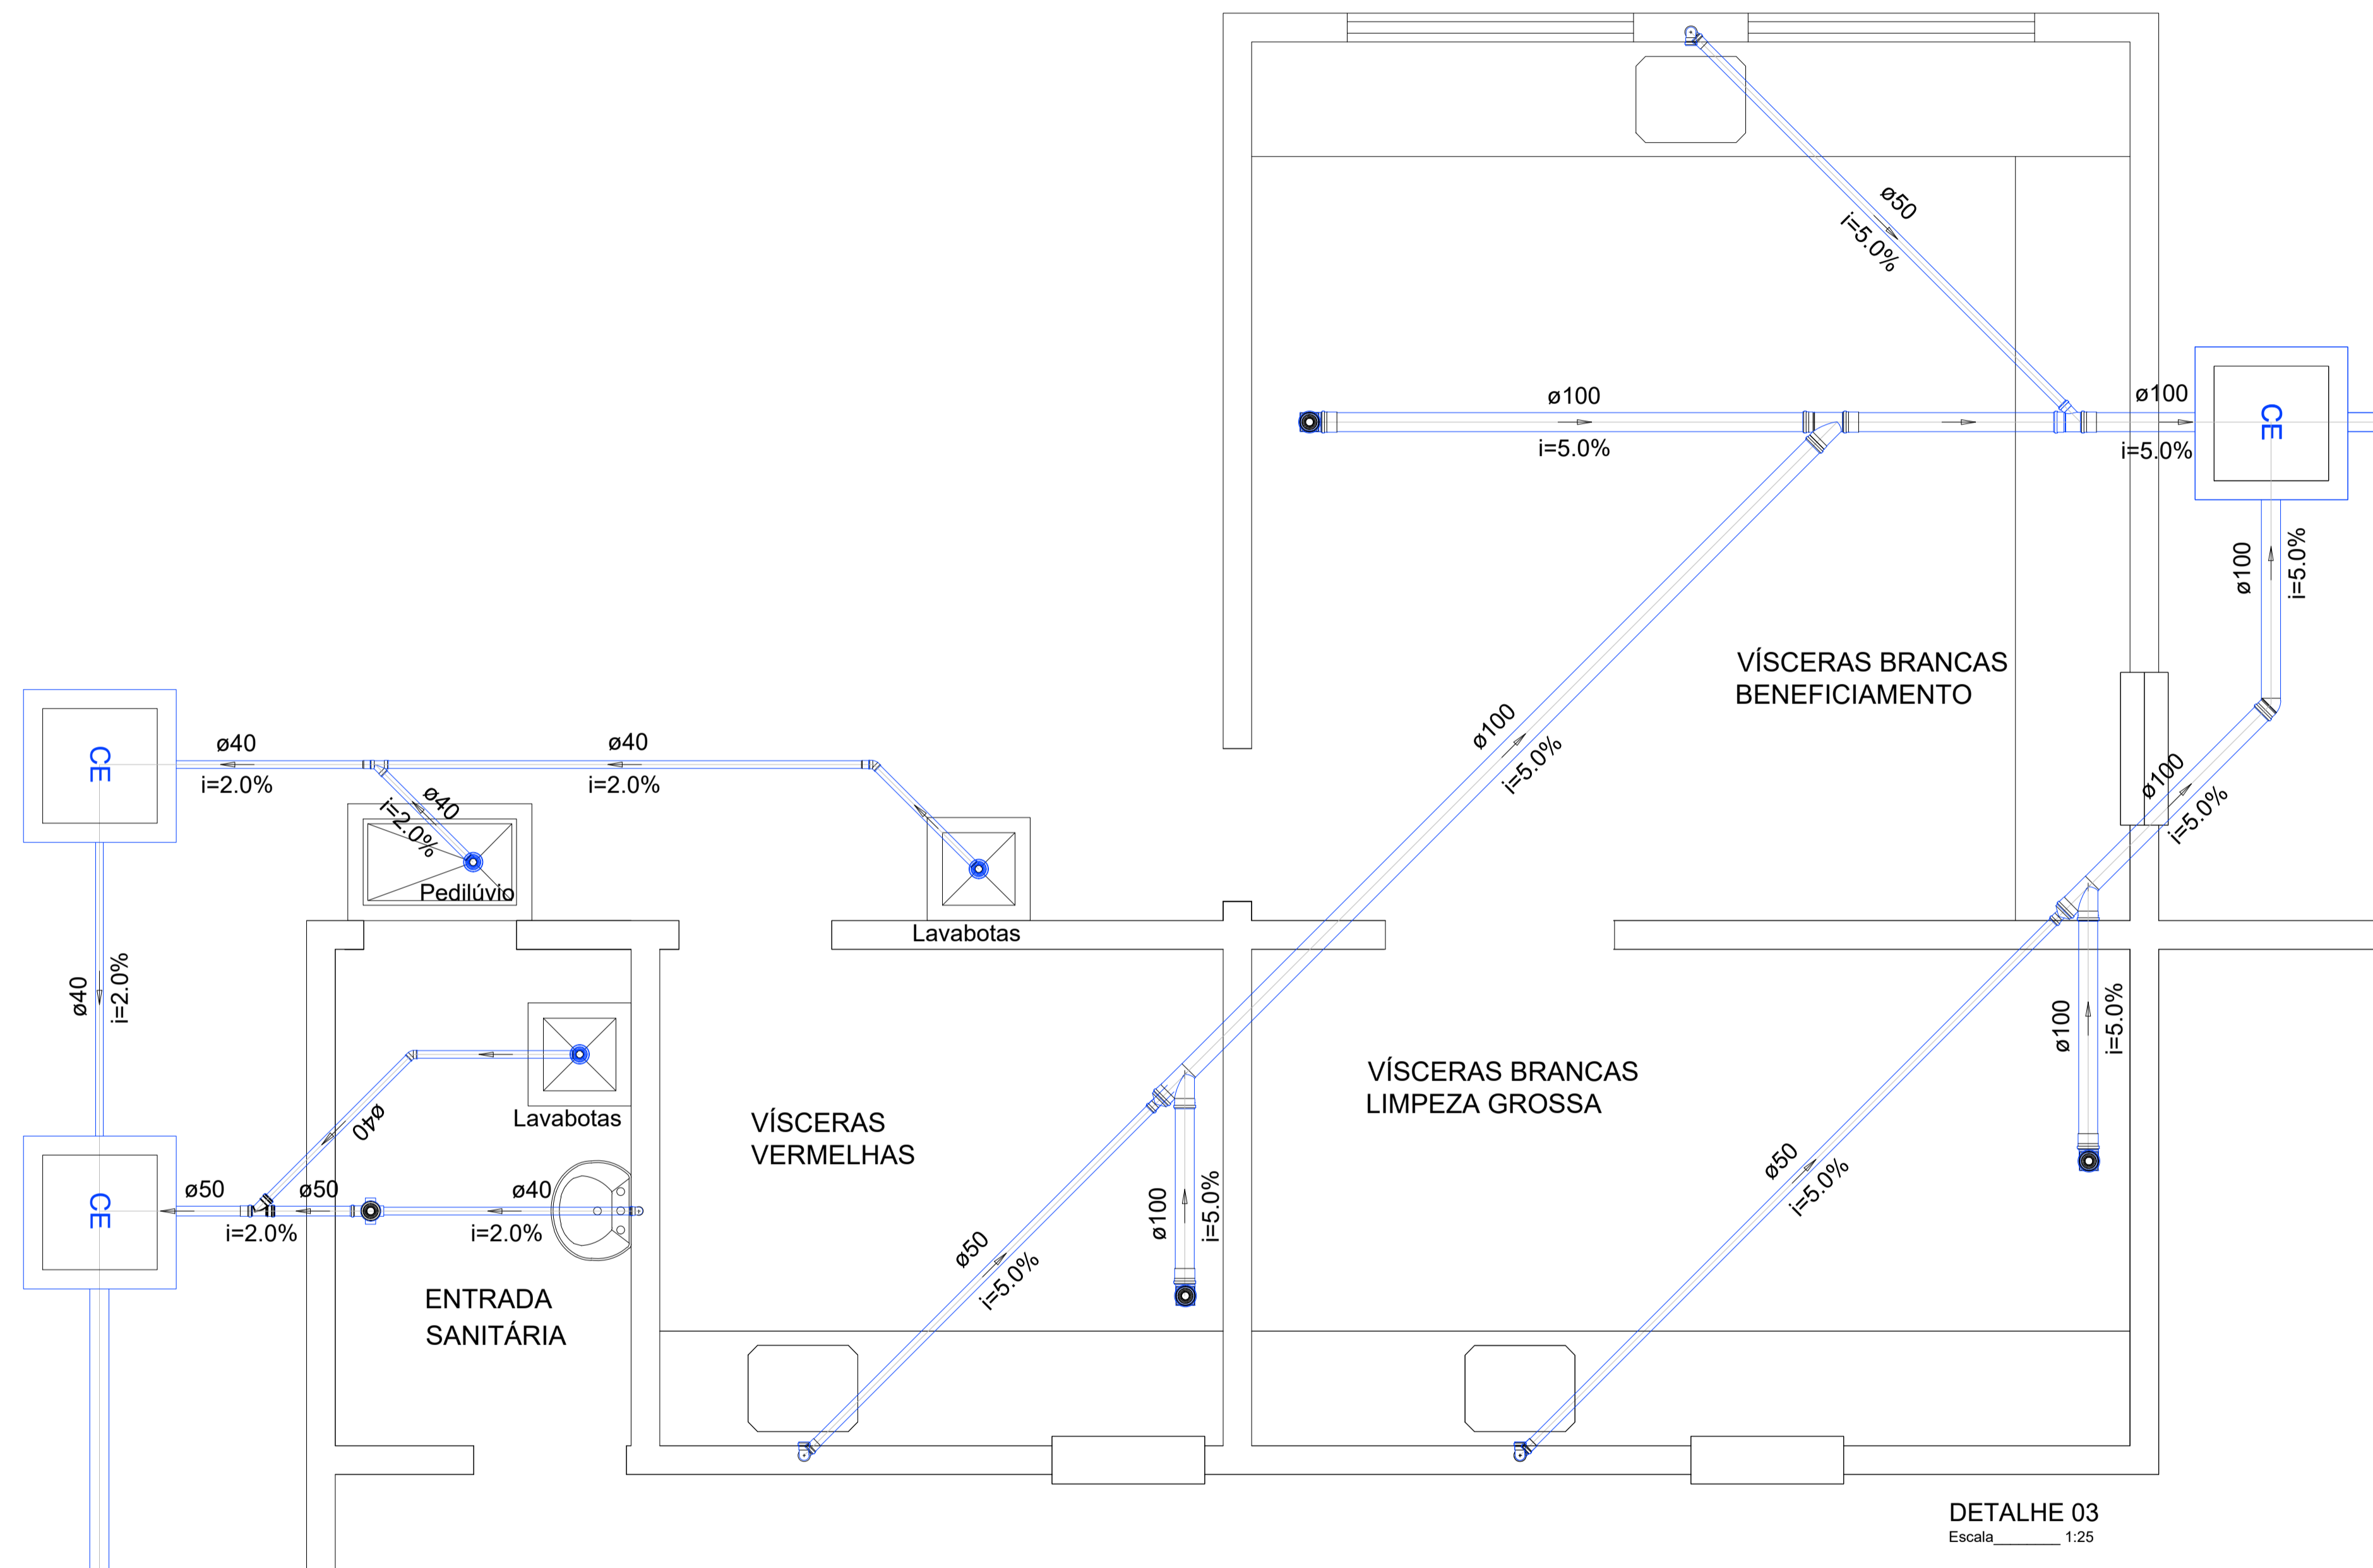 ø50
i=5.0%
ø100
i=5.0%
ø100
i=5.0%
CE
ø100
i=5.0%
VÍSCERAS BRANCAS
BENEFICIAMENTO
ø100
i=5.0%
ø100
i=5.0%
CE
ø40
i=2.0%
ø40
i=2.0%
ø40
i=2.0%
Pedilúvio
Lavabotas
ø40
i=2.0%
ø40
Lavabotas
CE
ø50
ø50
i=2.0%
ø40
i=2.0%
ENTRADA
SANITÁRIA
VÍSCERAS
VERMELHAS
ø50
i=5.0%
ø100
i=5.0%
VÍSCERAS BRANCAS
LIMPEZA GROSSA
ø50
i=5.0%
ø100
i=5.0%
DETALHE 03
Escala________ 1:25